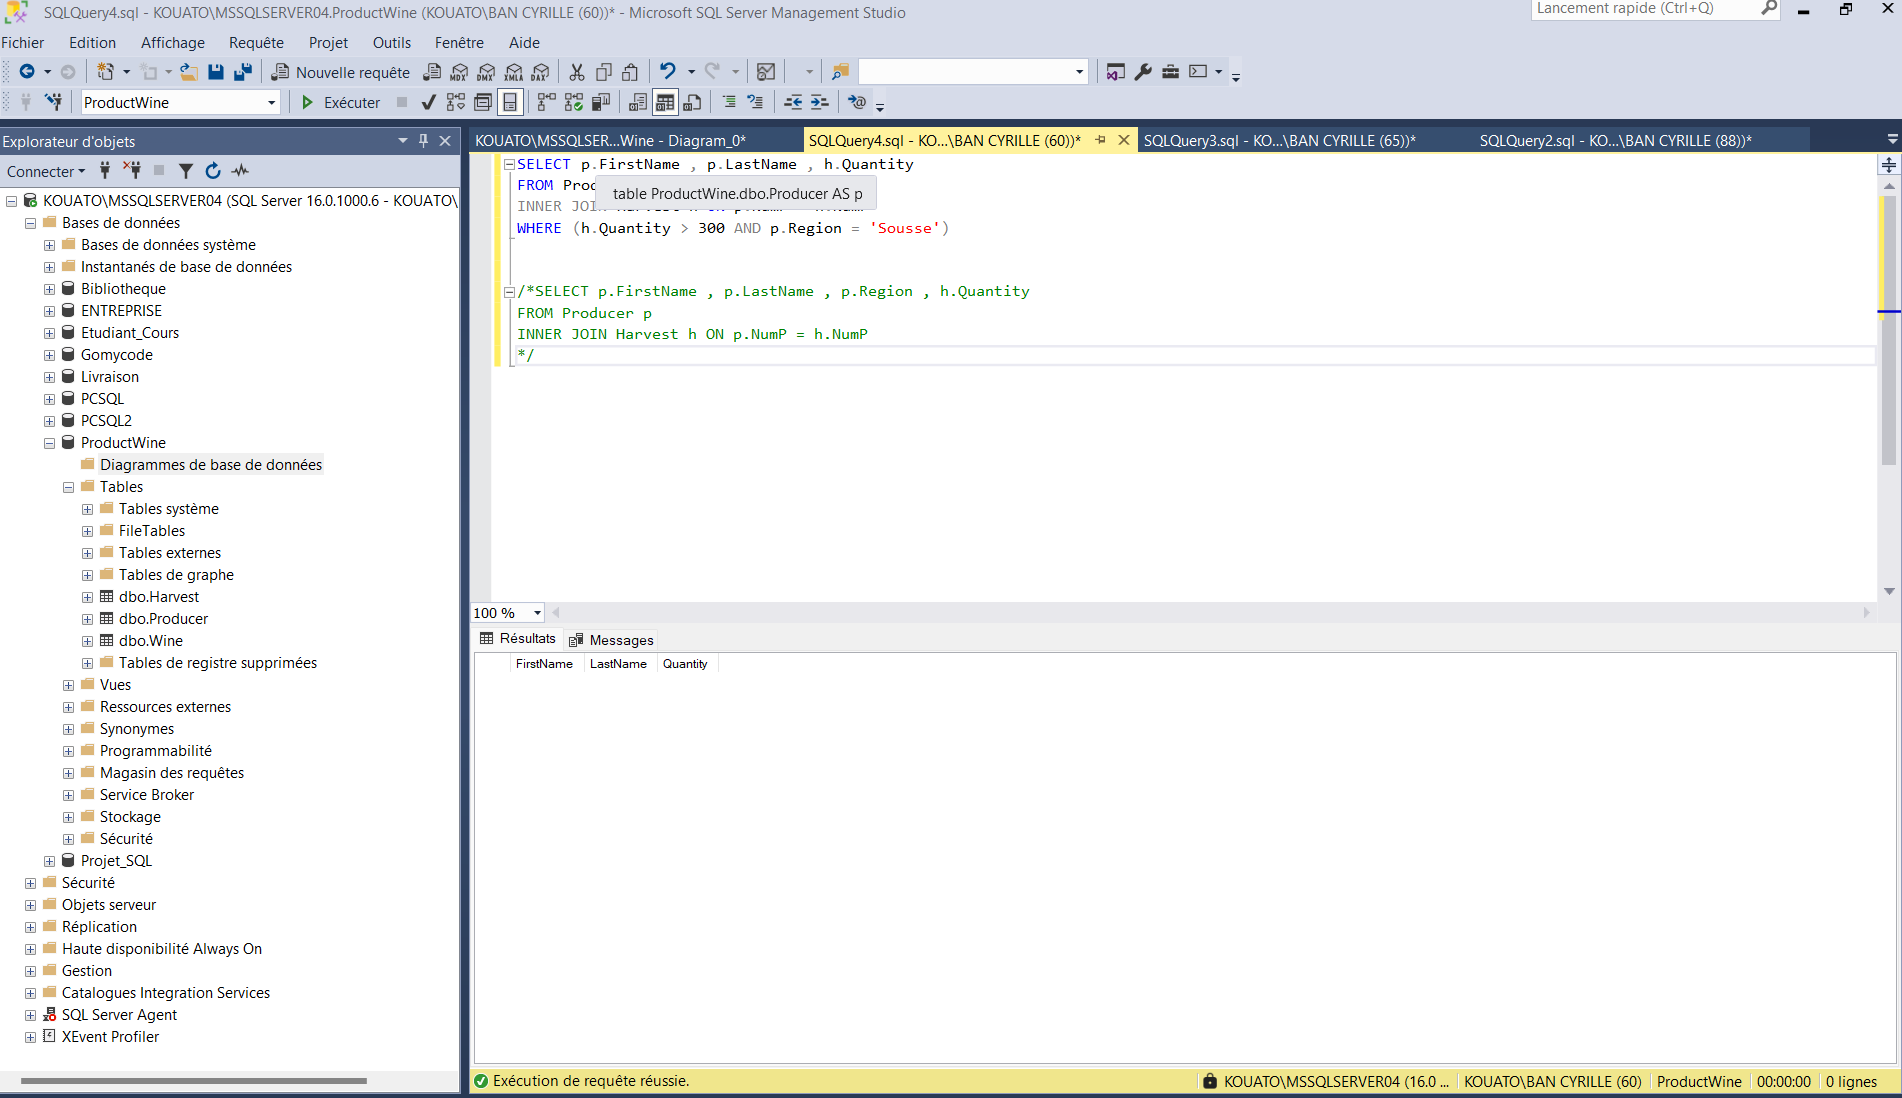 SQLQuery4.sql - KOUATO\MSSQLSERVER04.ProductWine (KOUATO\BAN CYRILLE (60))* - Microsoft SQL Server Management Studio
Lancement rapide (Ctrl+Q)
Fichier Edition Affichage Requête Projet Outils Fenêtre Aide
Nouvelle requête MDX DMX XMLA DAX
ProductWine Exécuter
Explorateur d'objets
KOUATO\MSSQLSER...Wine - Diagram_0* SQLQuery4.sql - KO...\BAN CYRILLE (60))* SQLQuery3.sql - KO...\BAN CYRILLE (65))* SQLQuery2.sql - KO...\BAN CYRILLE (88))*
Connecter
KOUATO\MSSQLSERVER04 (SQL Server 16.0.1000.6 - KOUATO\
Bases de données
Bases de données système
Instantanés de base de données
Bibliotheque
ENTREPRISE
Etudiant_Cours
Gomycode
Livraison
PCSQL
PCSQL2
ProductWine
Diagrammes de base de données
Tables
Tables système
FileTables
Tables externes
Tables de graphe
dbo.Harvest
dbo.Producer
dbo.Wine
Tables de registre supprimées
Vues
Ressources externes
Synonymes
Programmabilité
Magasin des requêtes
Service Broker
Stockage
Sécurité
Projet_SQL
Sécurité
Objets serveur
Réplication
Haute disponibilité Always On
Gestion
Catalogues Integration Services
SQL Server Agent
XEvent Profiler
SELECT p.FirstName , p.LastName , h.Quantity
FROM Prod
table ProductWine.dbo.Producer AS p
INNER JOIN
WHERE (h.Quantity > 300 AND p.Region = 'Sousse')
/*SELECT p.FirstName , p.LastName , p.Region , h.Quantity
FROM Producer p
INNER JOIN Harvest h ON p.NumP = h.NumP
*/
100 %
Résultats Messages
FirstName LastName Quantity
Exécution de requête réussie.
KOUATO\MSSQLSERVER04 (16.0 ... KOUATO\BAN CYRILLE (60) ProductWine 00:00:00 0 lignes